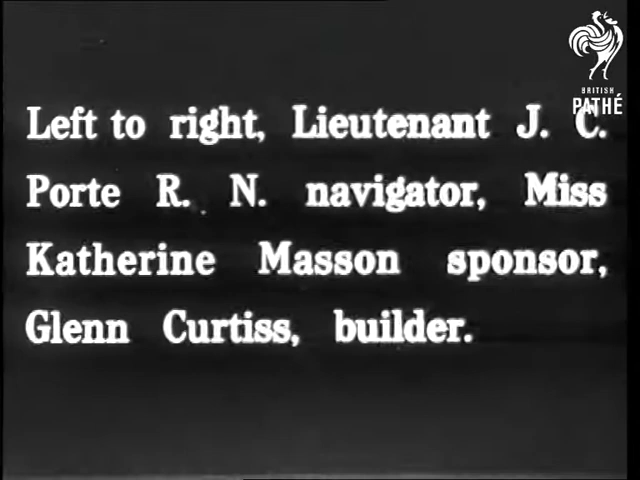 BRITISH
PATHÉ
Left to right, Lieutenant J. C.
Porte R. N. navigator, Miss
Katherine Masson sponsor,
Glenn Curtiss, builder.